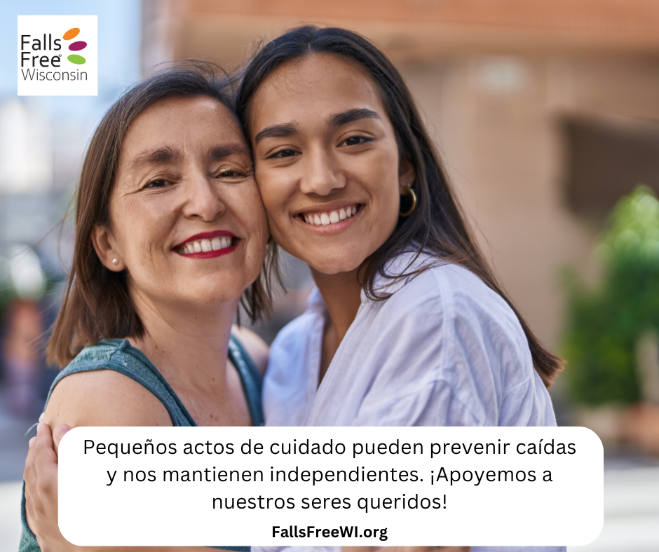 Falls
Free
Wisconsin
Pequeños actos de cuidado pueden prevenir caídas
y nos mantienen independientes. ¡Apoyemos a
nuestros seres queridos!
FallsFreeWI.org